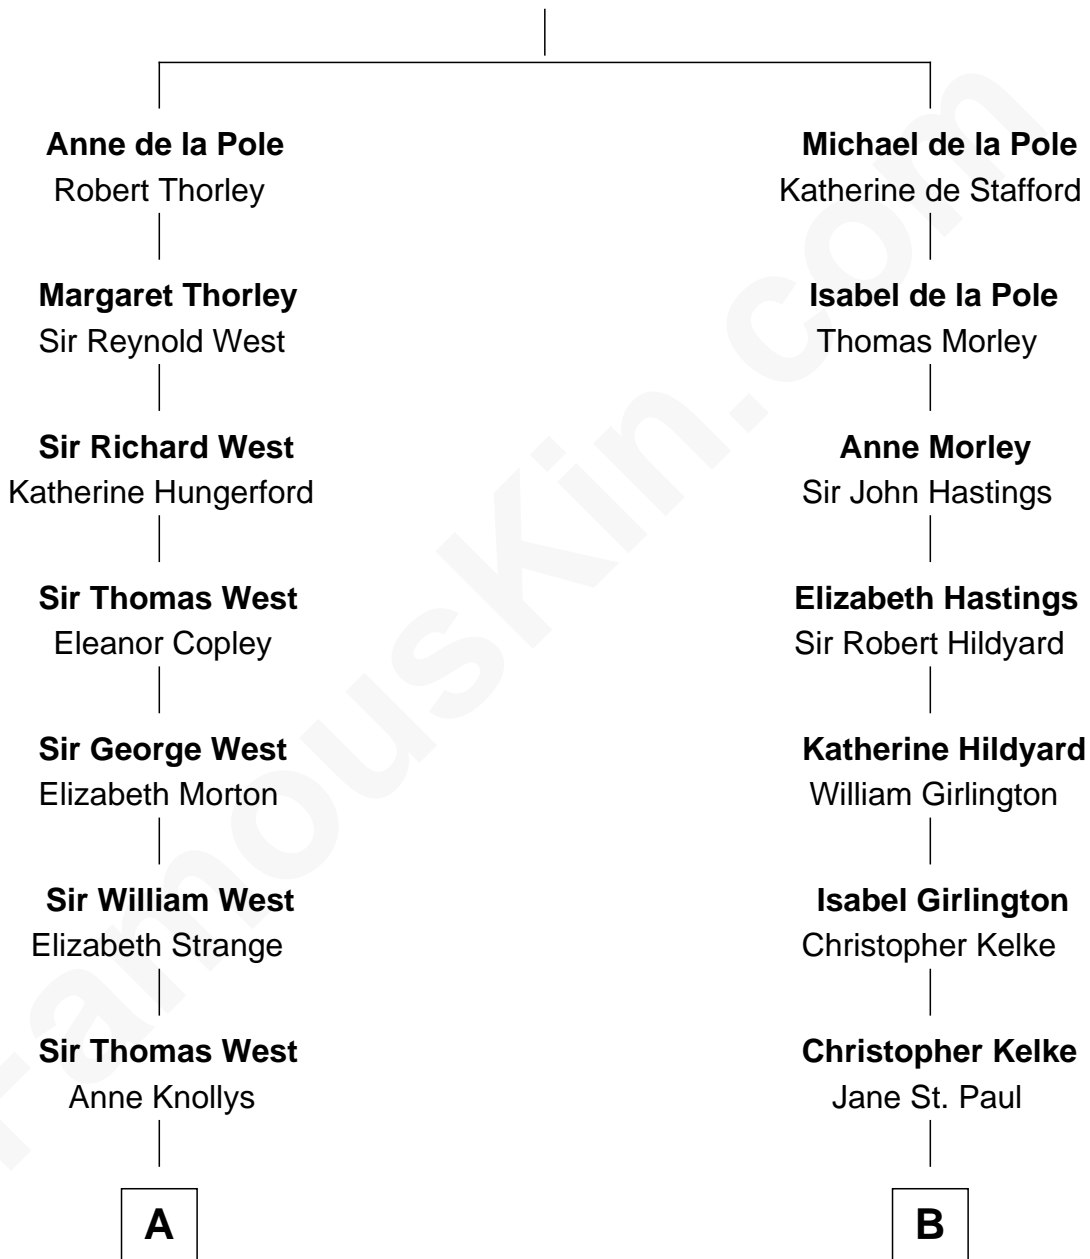 Anne de la Pole
Robert Thorley
Michael de la Pole
Katherine de Stafford
Margaret Thorley
Sir Reynold West
Isabel de la Pole
Thomas Morley
Sir Richard West
Katherine Hungerford
Anne Morley
Sir John Hastings
Sir Thomas West
Eleanor Copley
Elizabeth Hastings
Sir Robert Hildyard
Sir George West
Elizabeth Morton
Katherine Hildyard
William Girlington
Sir William West
Elizabeth Strange
Isabel Girlington
Christopher Kelke
Sir Thomas West
Anne Knollys
Christopher Kelke
Jane St. Paul
A
B
FamousKin.com